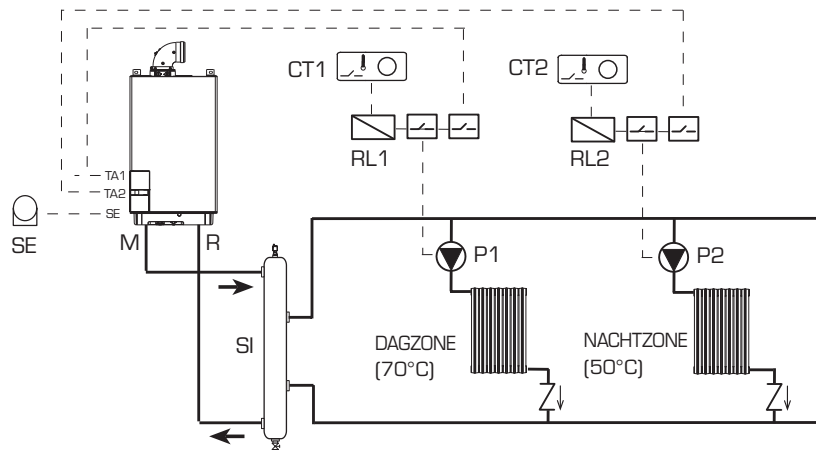 CT1
CT2
RL1
RL2
TA1
TA2
SE
SE
M
R
P1
P2
SI
DAGZONE
(70°C)
NACHTZONE
(50°C)